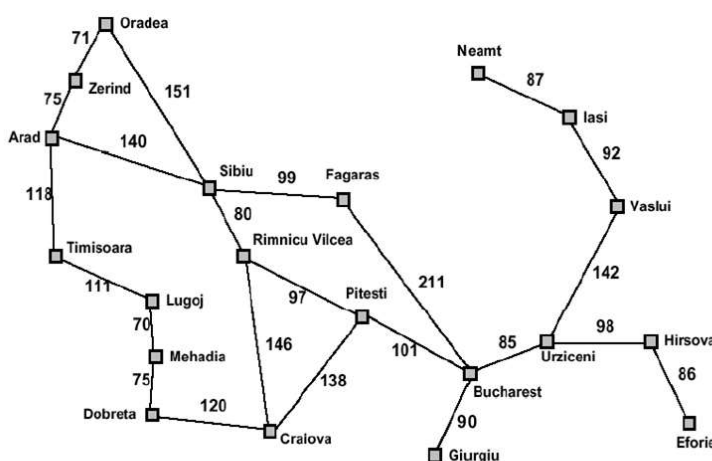 Oradea
71
Neamt
Zerind
87
75
151
Iasi
Arad
140
92
Sibiu
99
Fagaras
118
80
Vaslui
Timisoara
Rimnicu Vilcea
111
97
211
142
Lugoj
Pitesti
70
98
Hirsova
85
146
101
Urziceni
Mehadia
138
86
75
Bucharest
120
Dobreta
90
Craiova
Eforie
Giurgiu